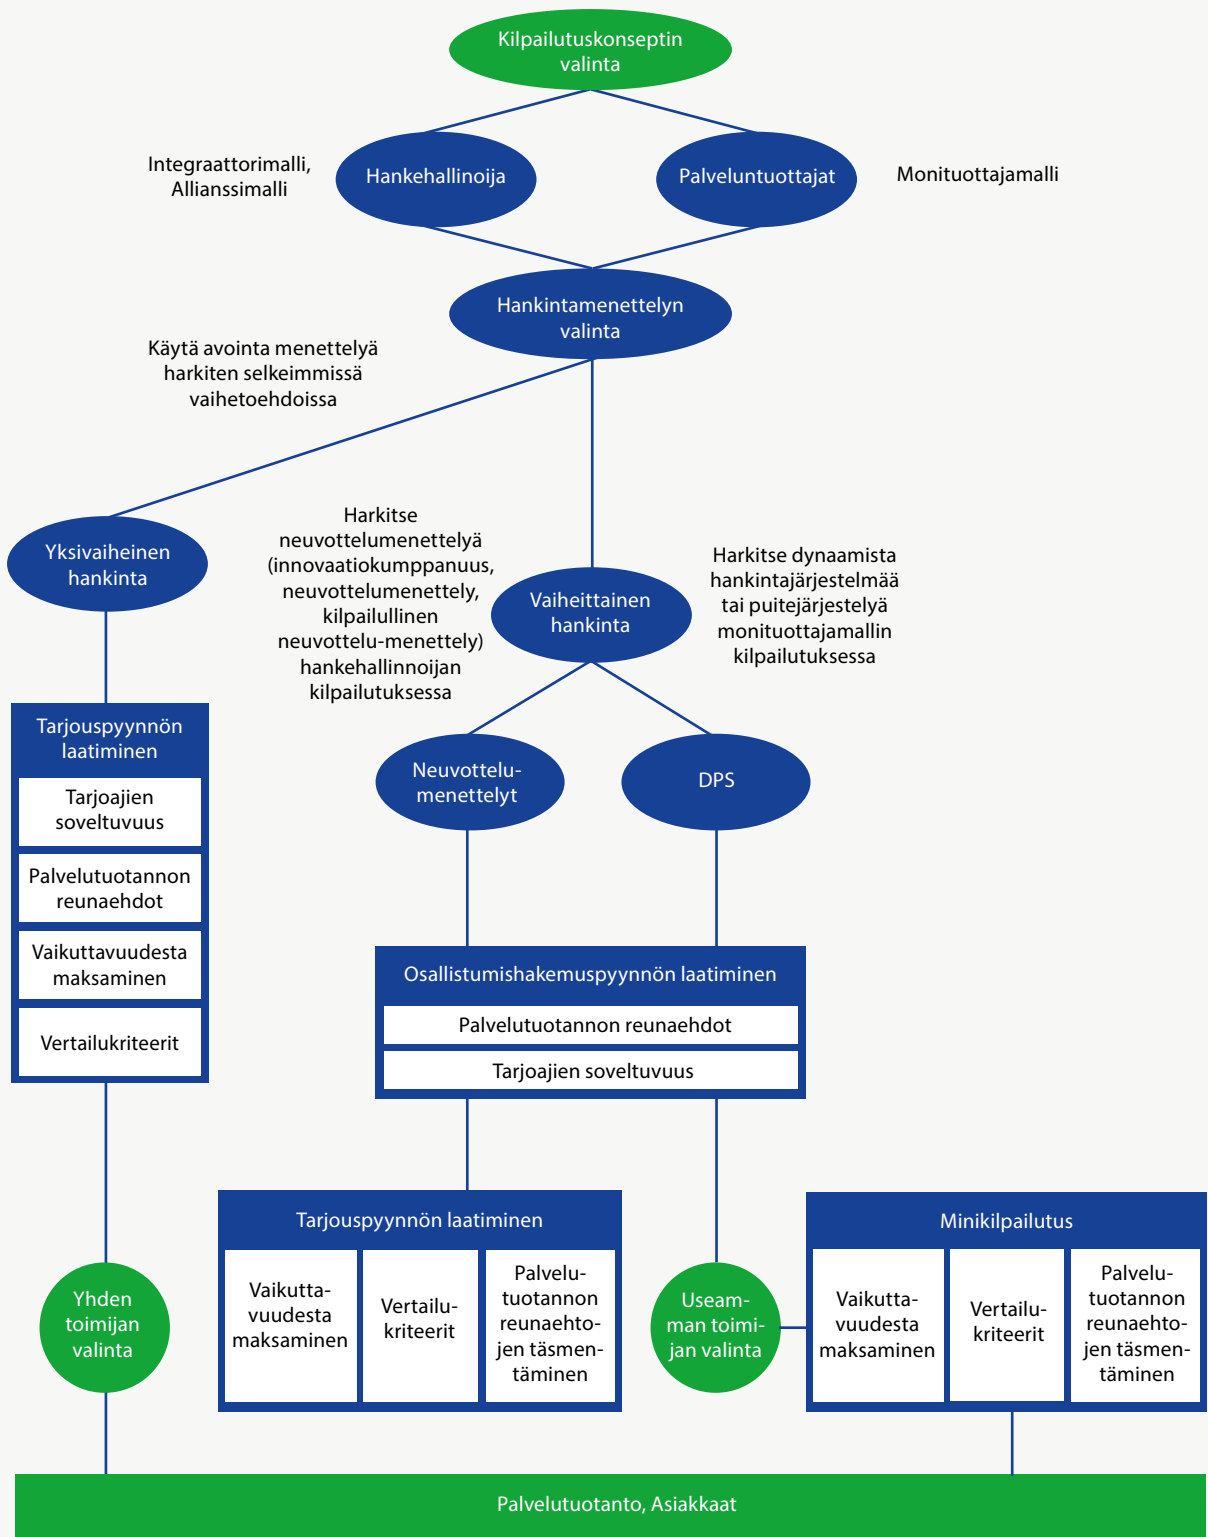 Kilpailutuskonseptin
valinta
Integraattorimalli,
Allianssimalli
Hankehallinoija
Palveluntuottajat
Monituottajamalli
Hankintamenettelyn
valinta
Käytä avointa menettelyä
harkiten selkeimmissä
vaihetoehdoissa
Yksivaiheinen
hankinta
Harkitse
neuvottelumenettelyä
(innovaatiokumppanuus,
neuvottelumenettely,
kilpailullinen
neuvottelu-menettely)
hankehallinnoijan
kilpailutuksessa
Vaiheittainen
hankinta
Harkitse dynaamista
hankintajärjestelmää
tai puitejärjestelyä
monituottajamallin
kilpailutuksessa
Tarjouspyynnön
laatiminen
Tarjoajien
soveltuvuus
Palvelutuotannon
reunaehdot
Vaikuttavuudesta
maksaminen
Vertailukriteerit
Neuvottelu-
menettelyt
DPS
Osallistumishakemuspyynnön laatiminen
Palvelutuotannon reunaehdot
Tarjoajien soveltuvuus
Tarjouspyynnön laatiminen
Vaikutta-
vuudesta
maksaminen
Vertailu-
kriteerit
Palvelu-
tuotannon
reunaehto-
jen täsmen-
täminen
Minikilpailutus
Vaikutta-
vuudesta
maksaminen
Vertailu-
kriteerit
Palvelu-
tuotannon
reunaehto-
jen täsmen-
täminen
Yhden
toimijan
valinta
Useam-
man toimi-
jan valinta
Palvelutuotanto, Asiakkaat